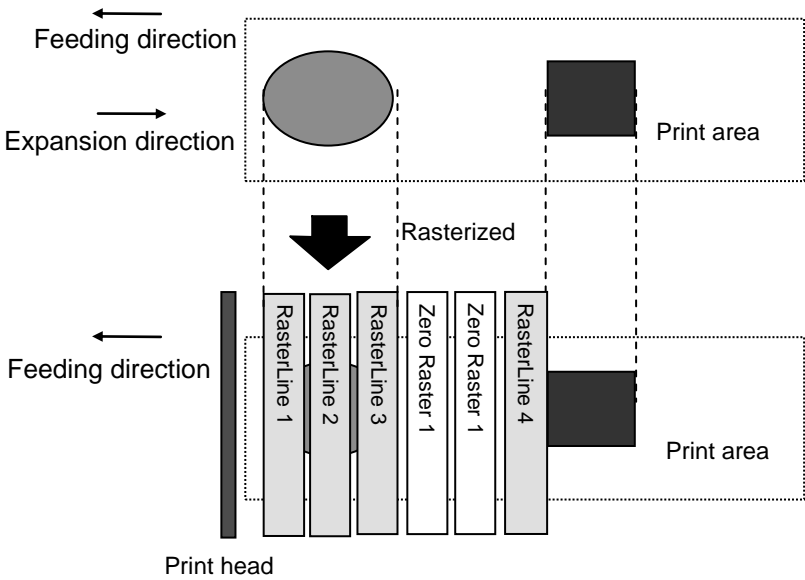 Feeding direction
Expansion direction
Print area
Rasterized
Feeding direction
RasterLine 1
RasterLine 2
RasterLine 3
Zero Raster 1
Zero Raster 1
RasterLine 4
Print area
Print head